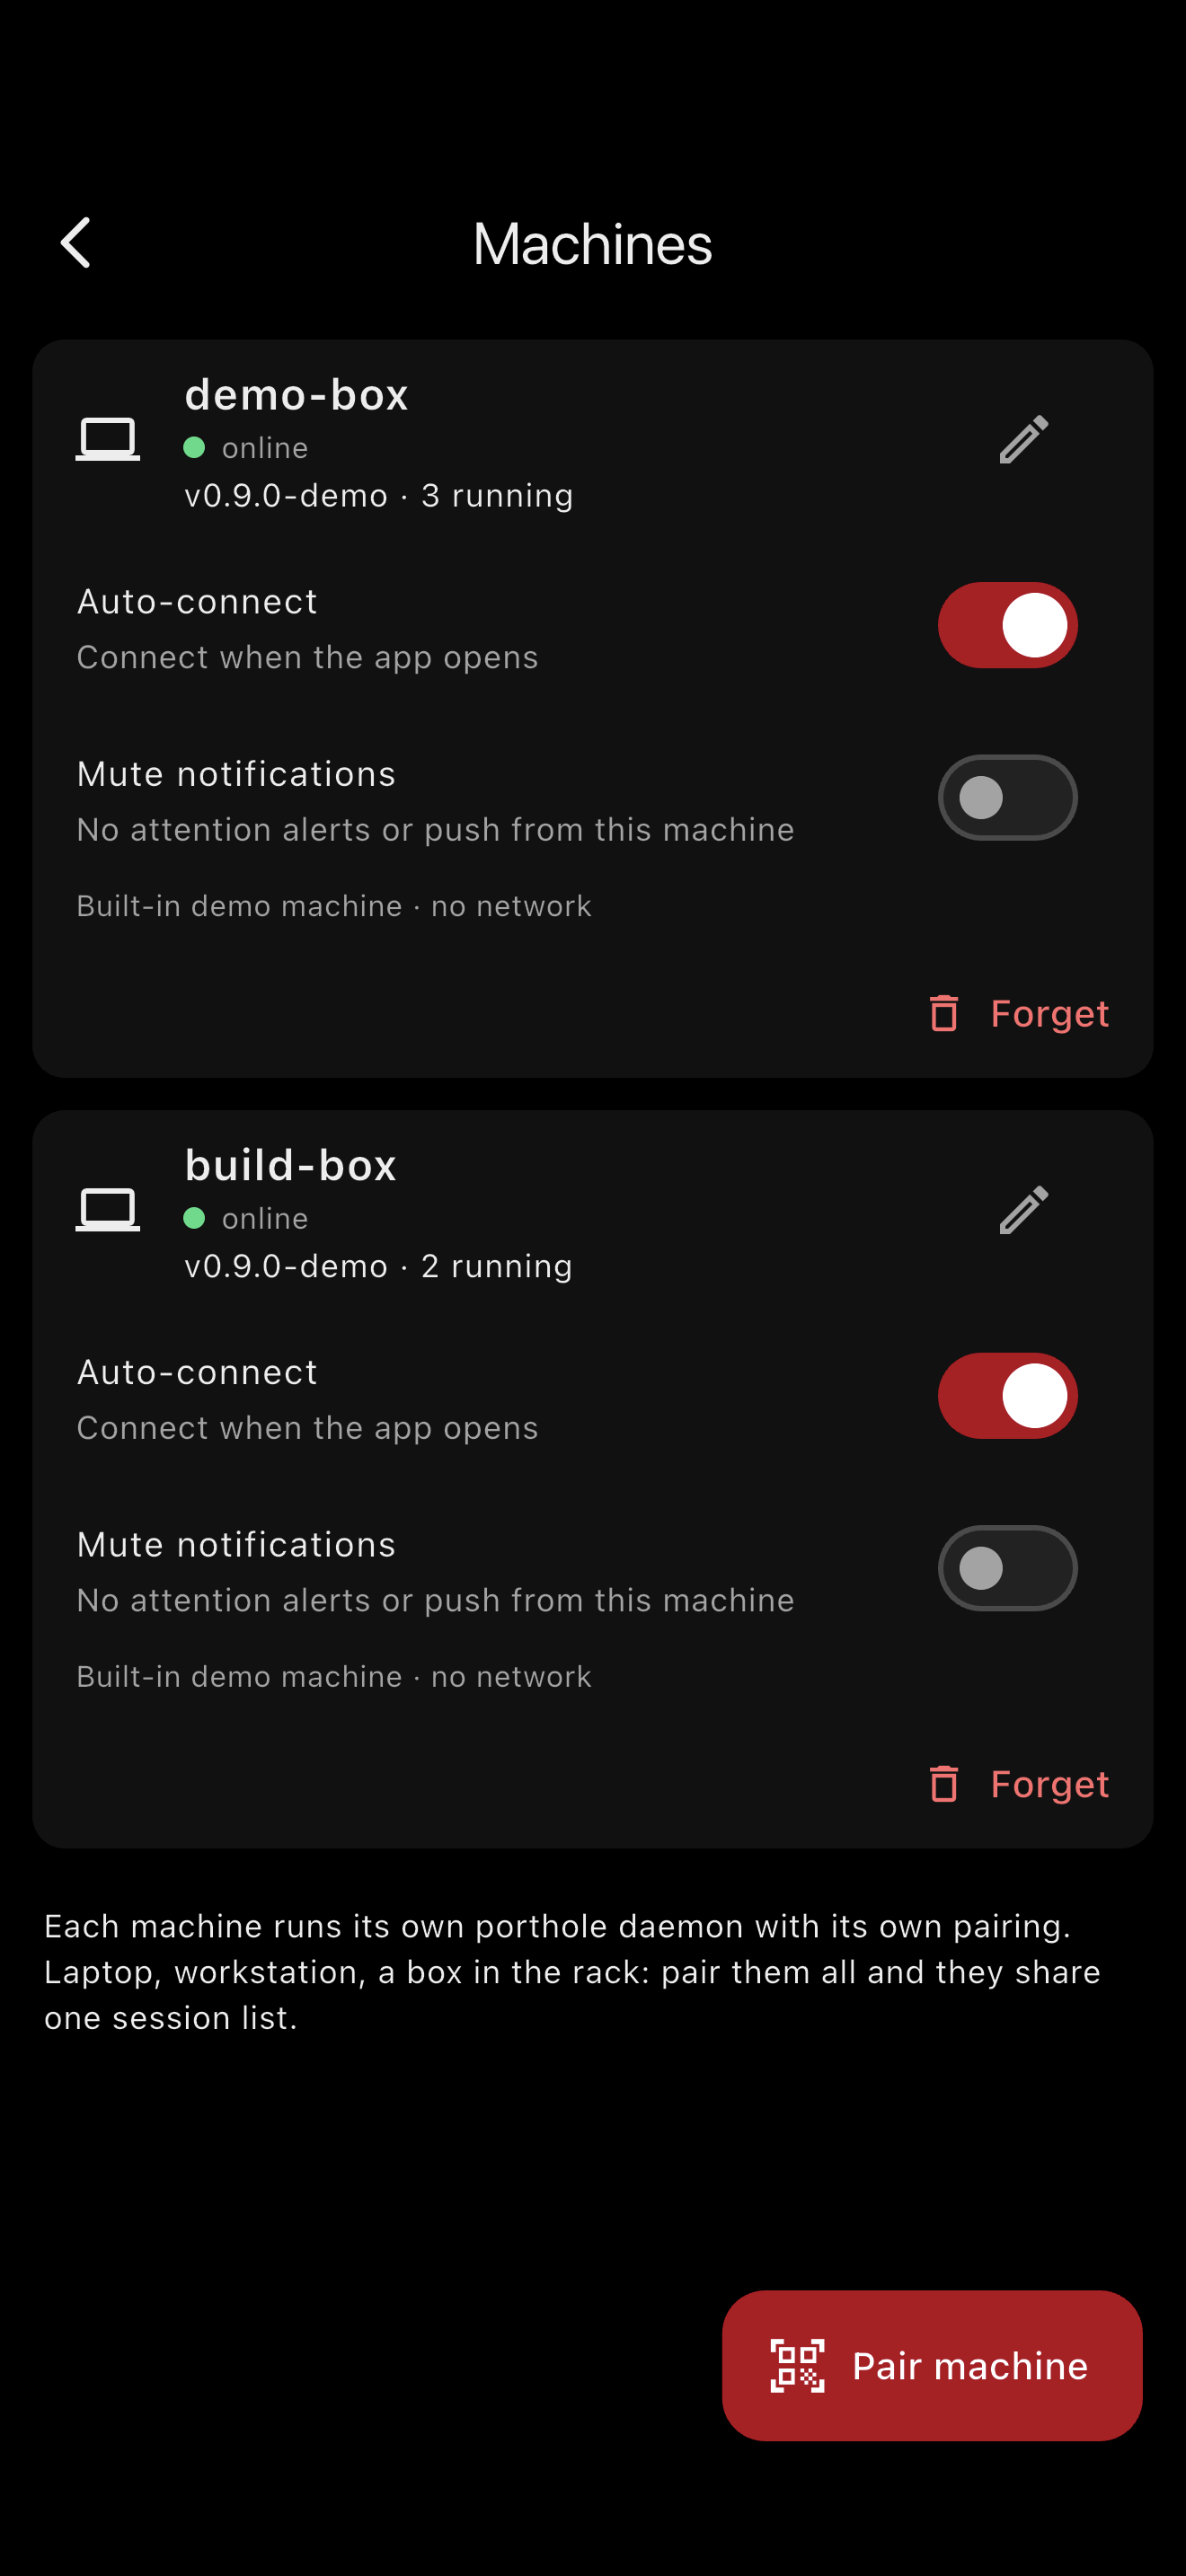 Machines
demo-box
online
v0.9.0-demo · 3 running
Auto-connect
Connect when the app opens
Mute notifications
No attention alerts or push from this machine
Built-in demo machine · no network
Forget
build-box
online
v0.9.0-demo · 2 running
Auto-connect
Connect when the app opens
Mute notifications
No attention alerts or push from this machine
Built-in demo machine · no network
Forget
Each machine runs its own porthole daemon with its own pairing.
Laptop, workstation, a box in the rack: pair them all and they share
one session list.
Pair machine